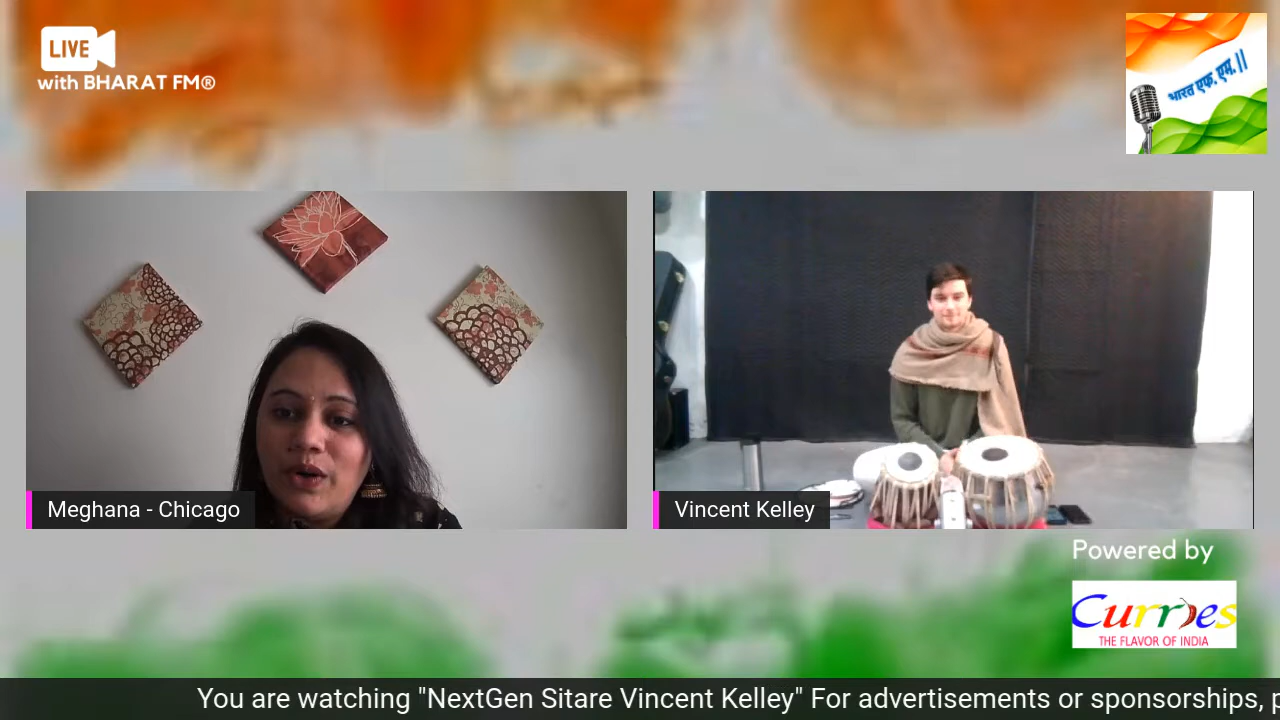 LIVE
with BHARAT FM®
भारत एफ. एम.||
Meghana - Chicago
Vincent Kelley
Powered by
Curries
THE FLAVOR OF INDIA
You are watching "NextGen Sitare Vincent Kelley" For advertisements or sponsorships, p